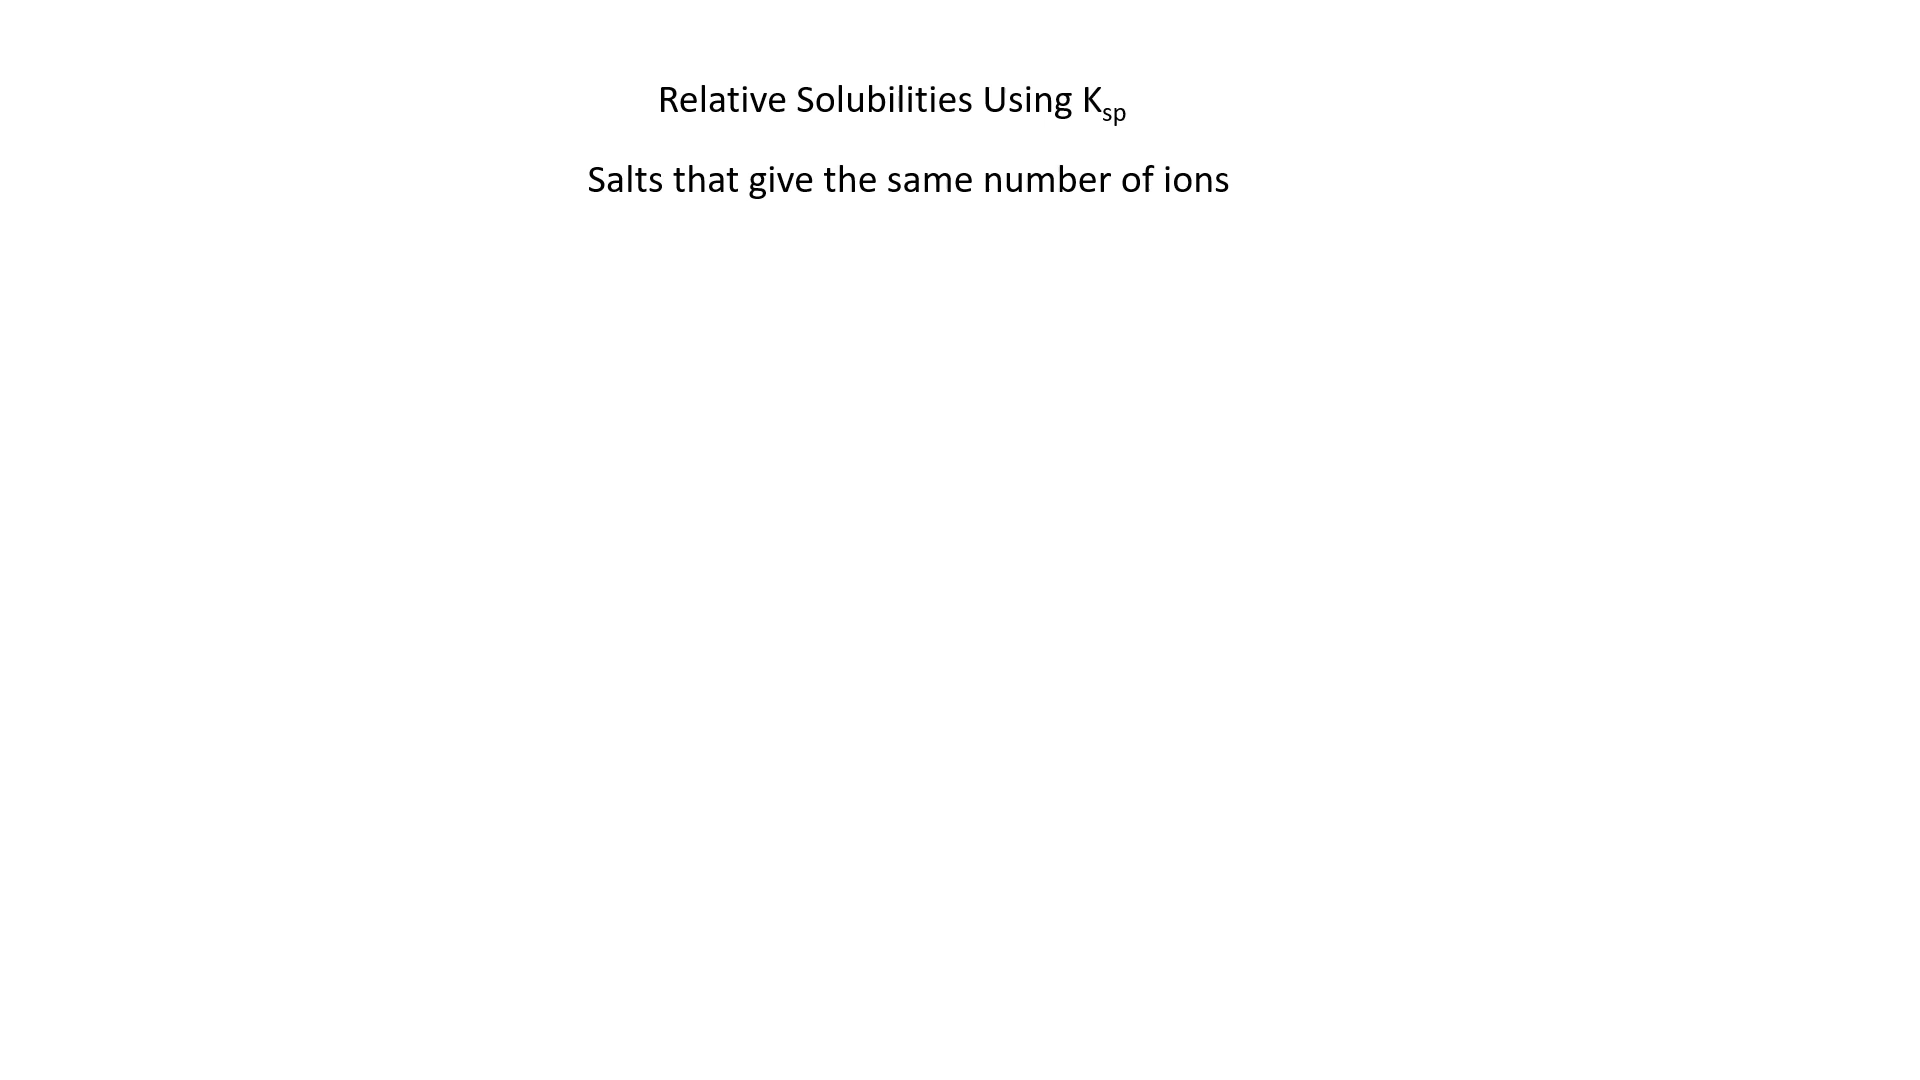 Relative Solubilities Using Ksp
Salts that give the same number of ions